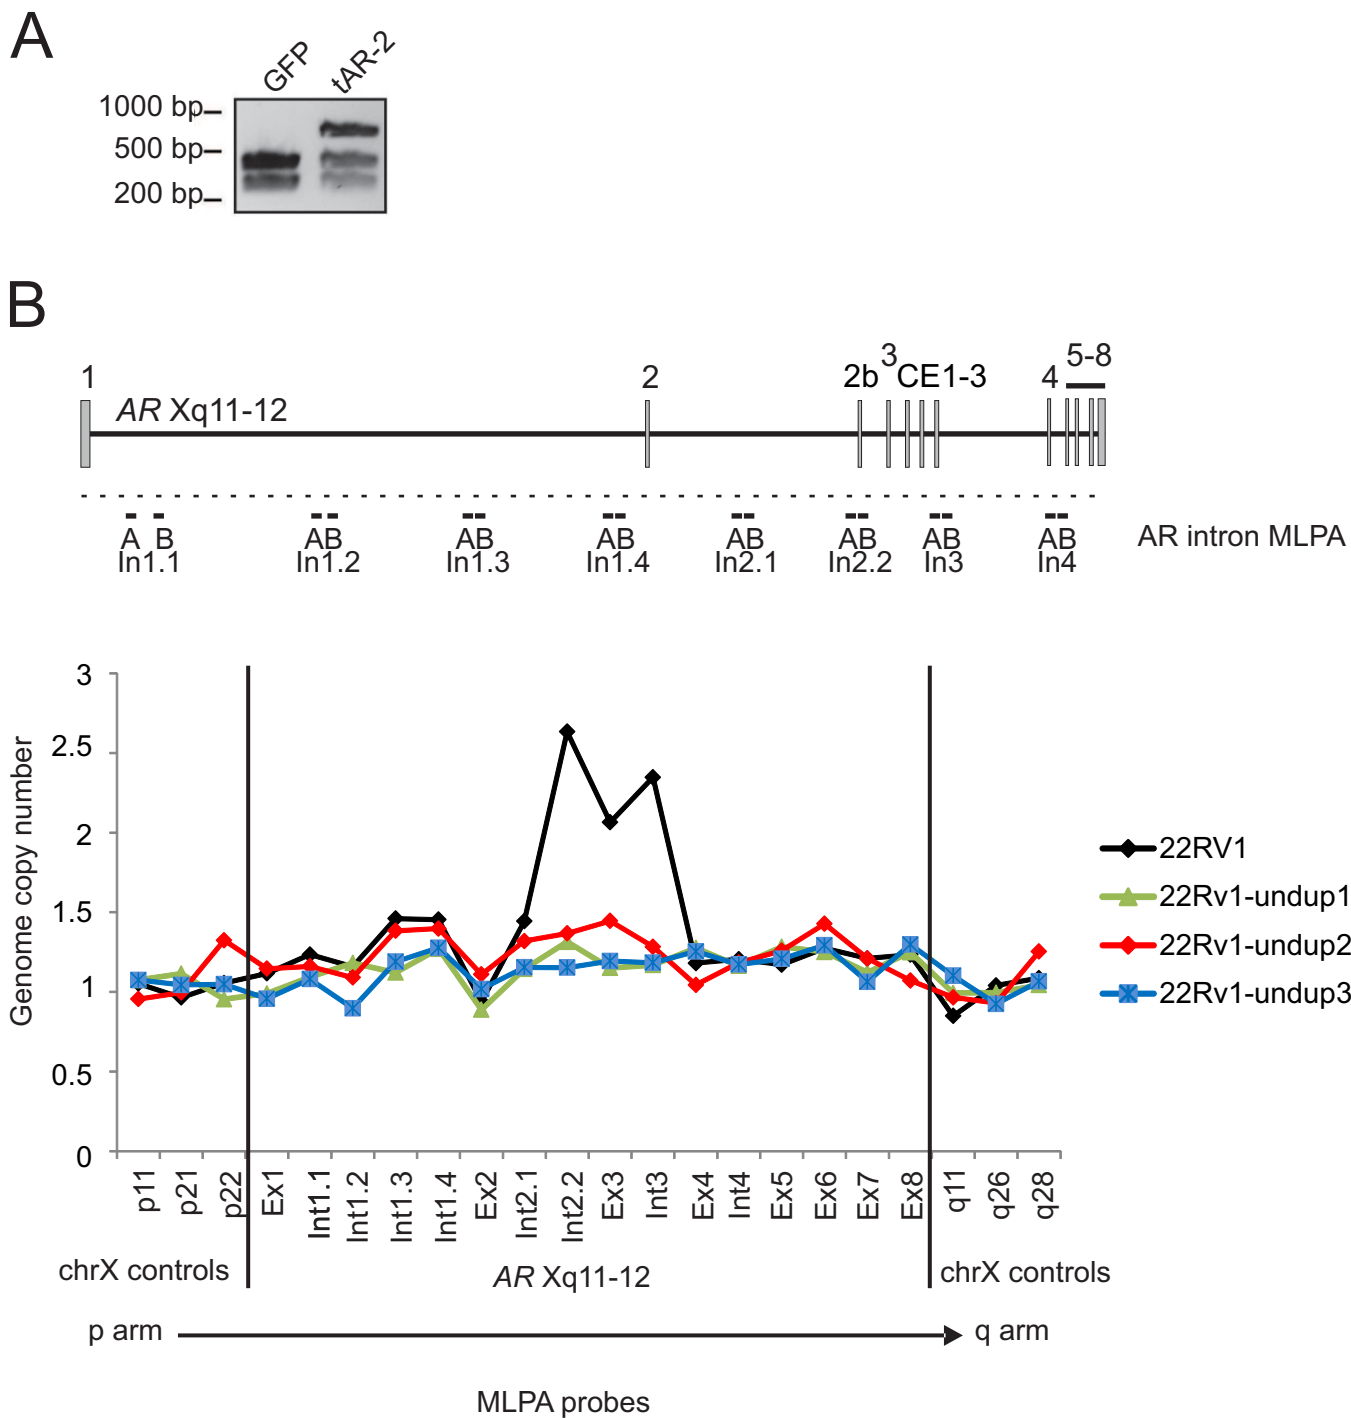 A
GFP tAR-2
1000 bp
500 bp
200 bp
B
1 2 2b 3 CE1-3 4 5-8
AR Xq11-12
A B AB AB AB AB AB AB AB
In1.1 In1.2 In1.3 In1.4 In2.1 In2.2 In3 In4
AR intron MLPA
Genome copy number
3
2.5
2
1.5
1
0.5
0
22RV1
22Rv1-undup1
22Rv1-undup2
22Rv1-undup3
p11 p21 p22 Ex1 Int1.1 Int1.2 Int1.3 Int1.4 Ex2 Int2.1 Int2.2 Ex3 Int3 Ex4 Int4 Ex5 Ex6 Ex7 Ex8 q11 q26 q28
chrX controls AR Xq11-12 chrX controls
p arm q arm
MLPA probes